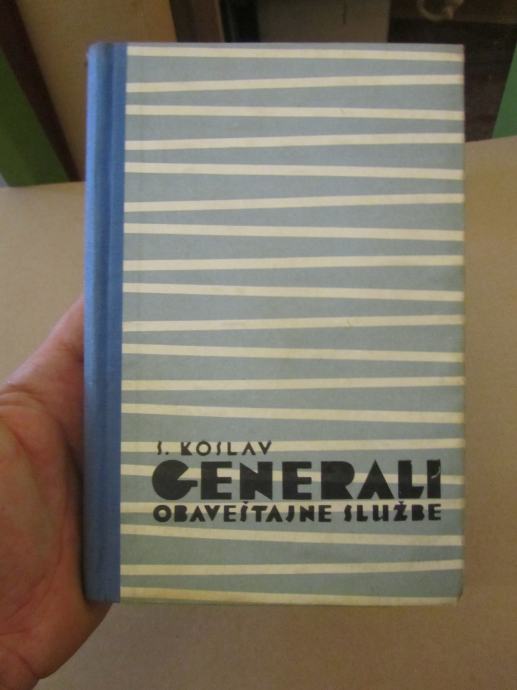 S. KOSLAV
GENERALI
OBAVEŠTAJNE SLUŽBE